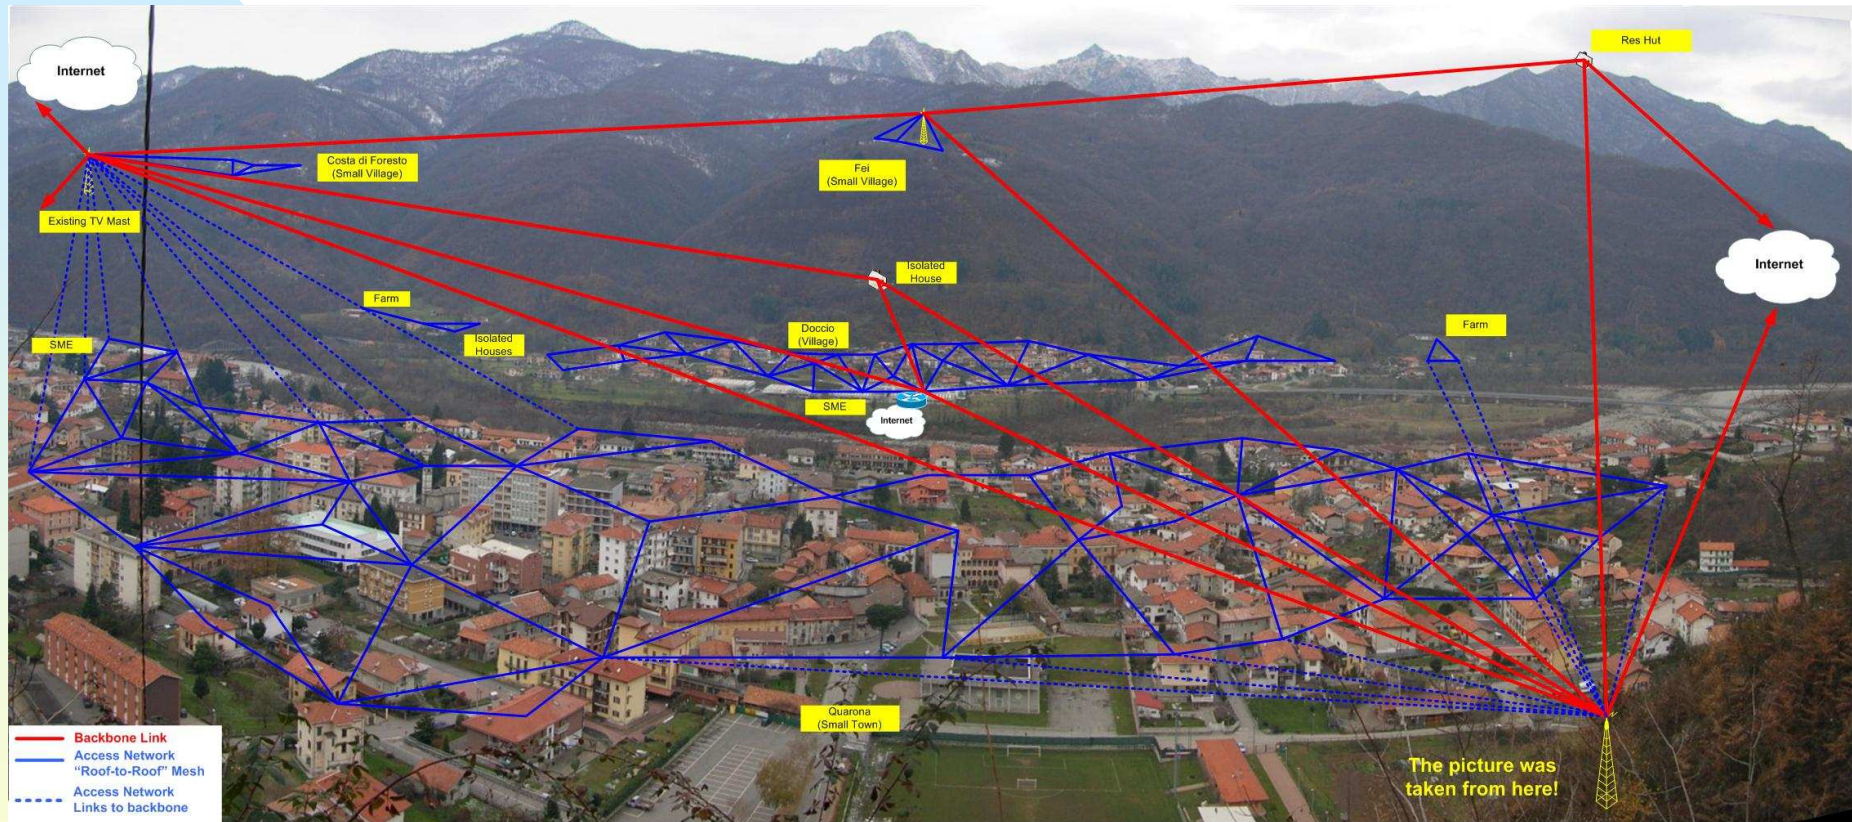 Res Hut
Internet
Costa di Foresto
(Small Village)
Fei
(Small Village)
Existing TV Mast
Isolated
House
Internet
Farm
SME
Isolated
Houses
Doccio
(Village)
Farm
SME
Internet
Quarona
(Small Town)
Backbone Link
Access Network
“Roof-to-Roof” Mesh
Access Network
Links to backbone
The picture was
taken from here!